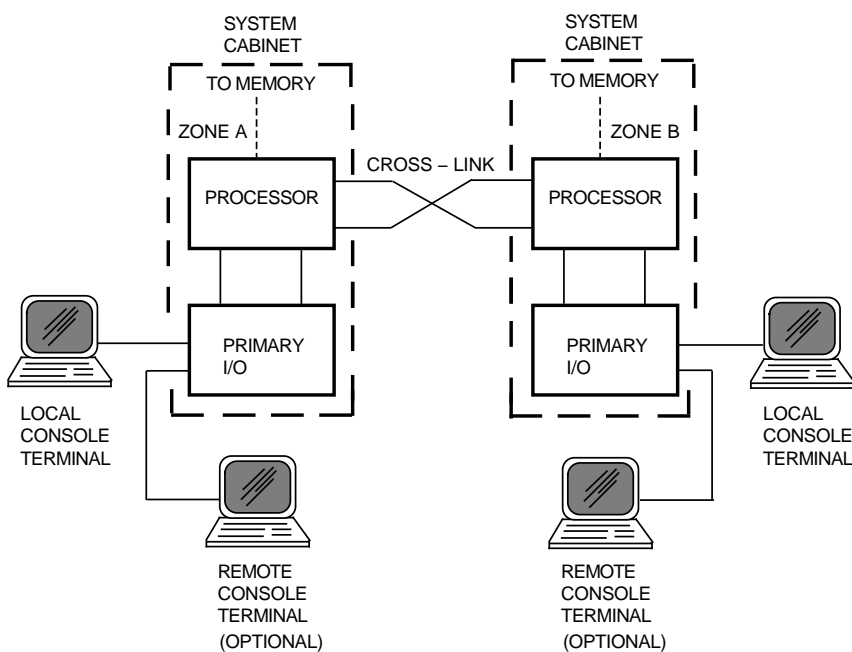 SYSTEM
CABINET
SYSTEM
CABINET
TO MEMORY
TO MEMORY
ZONE A
ZONE B
CROSS – LINK
PROCESSOR
PROCESSOR
PRIMARY
I/O
PRIMARY
I/O
LOCAL
CONSOLE
TERMINAL
LOCAL
CONSOLE
TERMINAL
REMOTE
CONSOLE
TERMINAL
(OPTIONAL)
REMOTE
CONSOLE
TERMINAL
(OPTIONAL)